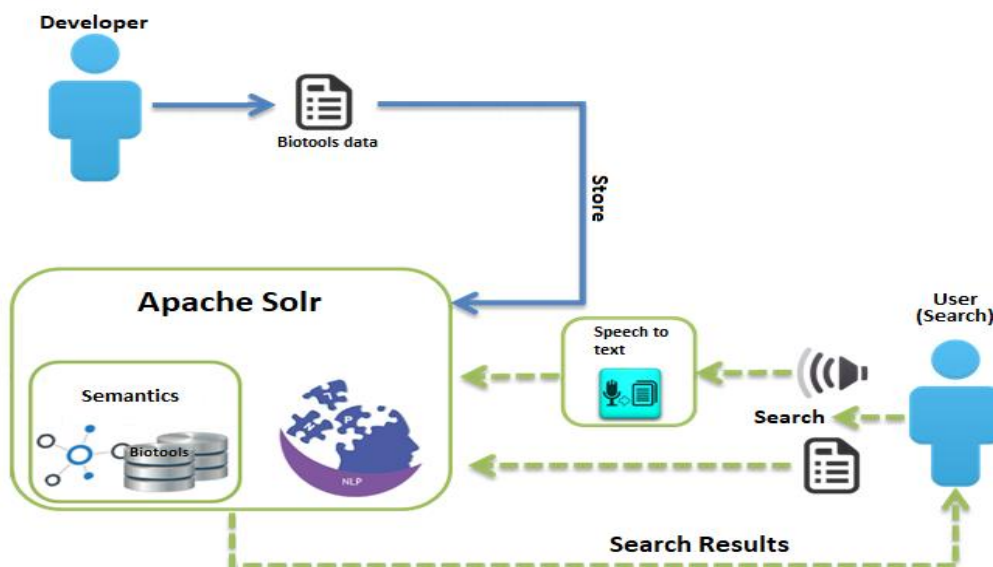 Developer
Biotools data
Store
Apache Solr
Semantics
Biotools
NLP
Speech to
text
User
(Search)
Search
Search Results